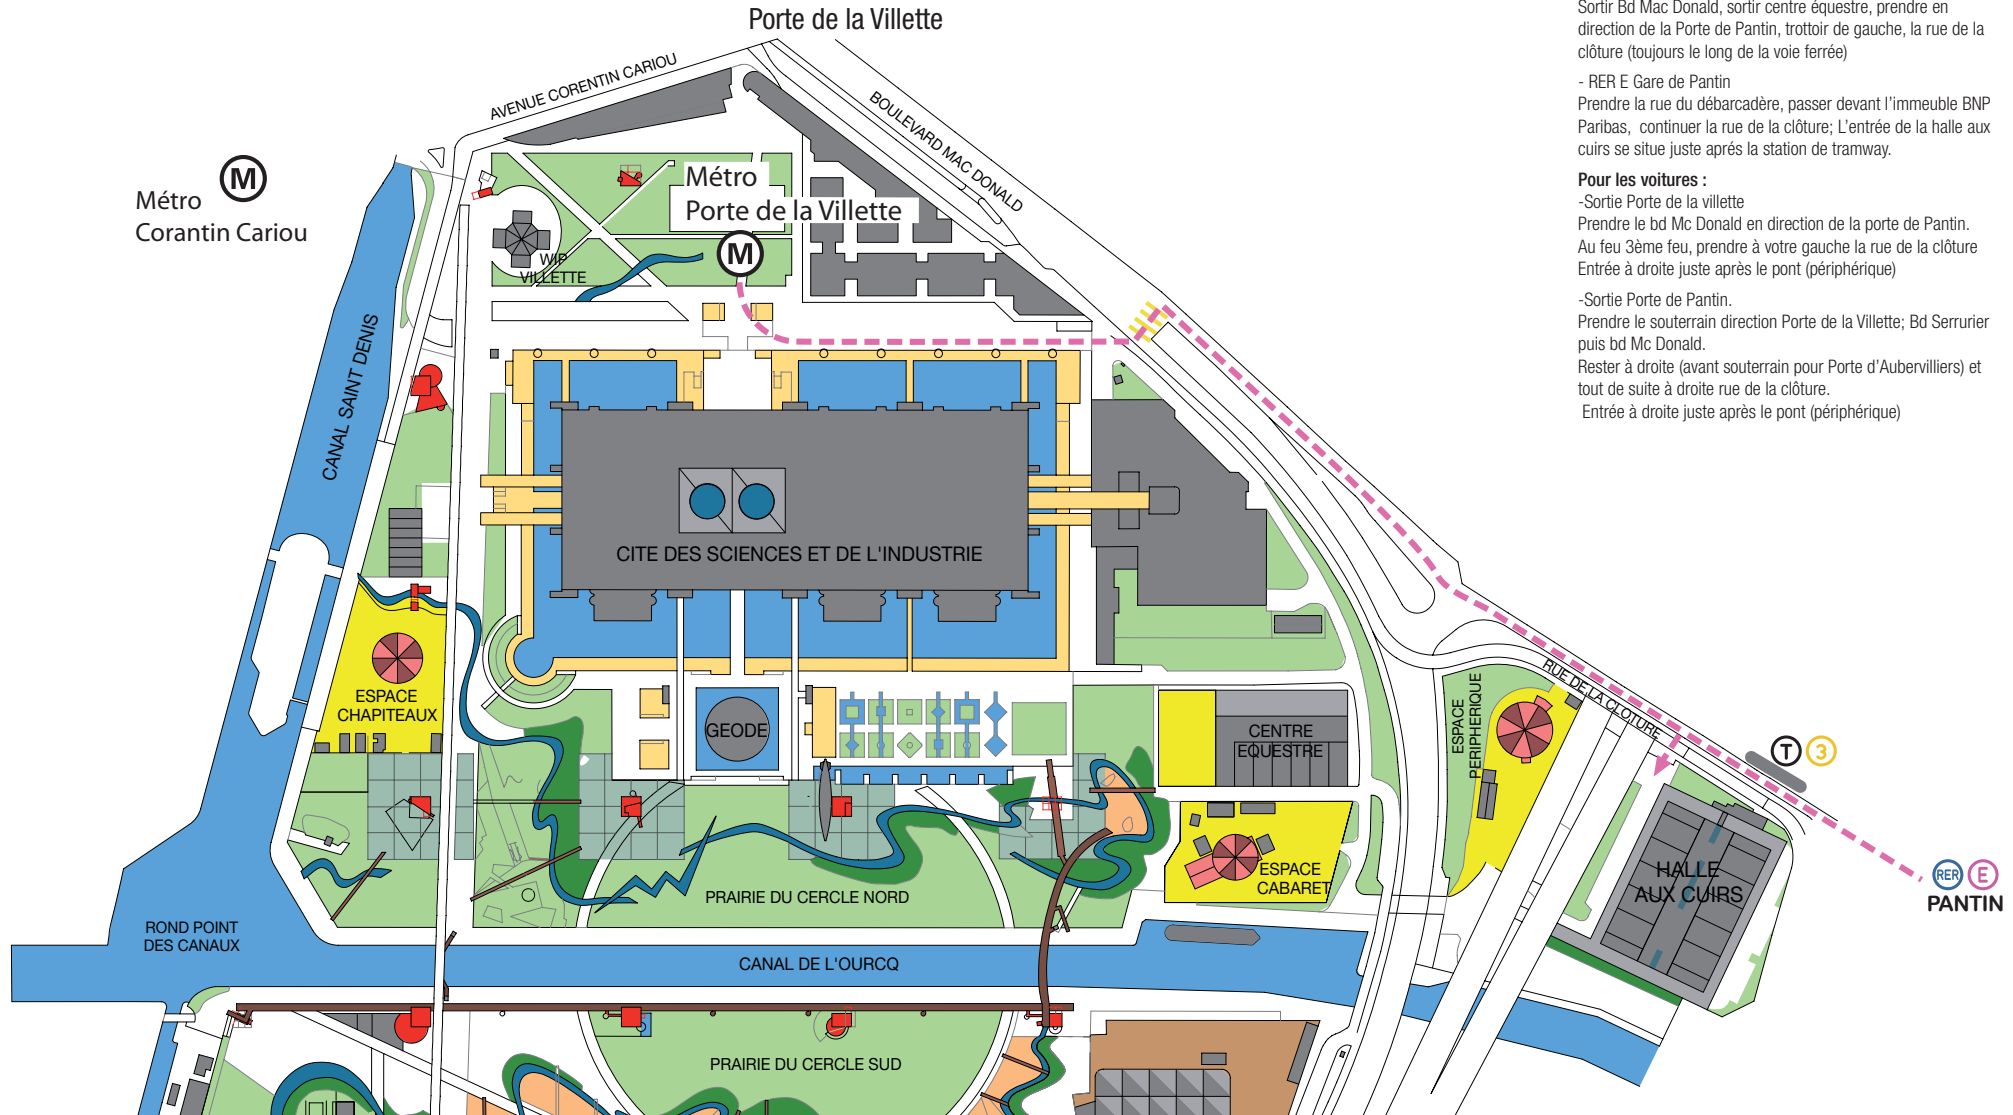 Porte de la Villette
Sortir Bd Mac Donald, sortir centre équestre, prendre en
direction de la Porte de Pantin, trottoir de gauche, la rue de la
clôture (toujours le long de la voie ferrée)
- RER E Gare de Pantin
Prendre la rue du débarcadère, passer devant l'immeuble BNP
Paribas, continuer la rue de la clôture; L'entrée de la halle aux
cuirs se situe juste aprés la station de tramway.
Pour les voitures :
-Sortie Porte de la villette
Prendre le bd Mc Donald en direction de la porte de Pantin.
Au feu 3ème feu, prendre à votre gauche la rue de la clôture
Entrée à droite juste après le pont (périphérique)
-Sortie Porte de Pantin.
Prendre le souterrain direction Porte de la Villette; Bd Serrurier
puis bd Mc Donald.
Rester à droite (avant souterrain pour Porte d'Aubervilliers) et
tout de suite à droite rue de la clôture.
Entrée à droite juste après le pont (périphérique)
AVENUE CORENTIN CARIOU
BOULEVARD MAC DONALD
M
Métro
Corantin Cariou
Métro
Porte de la Villette
M
WIP
VILLETTE
CANAL SAINT DENIS
CITE DES SCIENCES ET DE L'INDUSTRIE
ESPACE
CHAPITEAUX
GEODE
CENTRE
EQUESTRE
ESPACE
PERIPHERIQUE
RUE DE LA CLOTURE
T 3
ESPACE
CABARET
HALLE
AUX CUIRS
RER E
PANTIN
PRAIRIE DU CERCLE NORD
ROND POINT
DES CANAUX
CANAL DE L'OURCQ
PRAIRIE DU CERCLE SUD